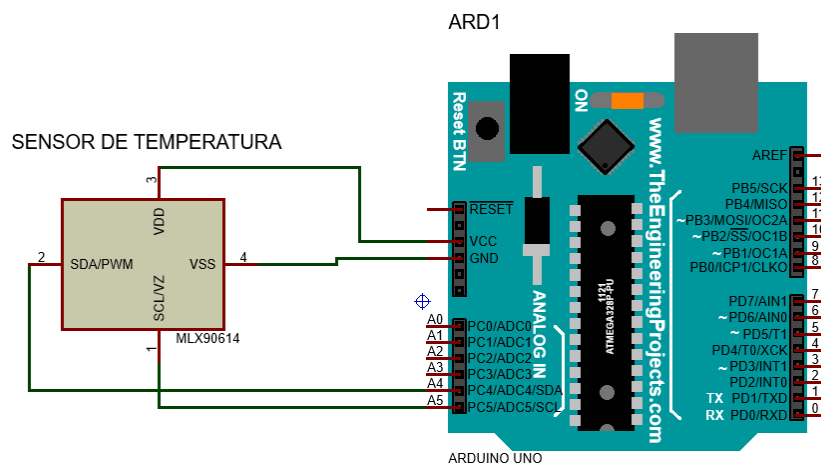 ARD1
SENSOR DE TEMPERATURA
3
VDD
2
SDA/PWM
VSS
4
SCL/VZ
MLX90614
1
Reset BTN
ON
www.TheEngineeringProjects.com
RESET
VCC
GND
ANALOG IN
1121
ATMEGA328P-PU
A0
PC0/ADC0
A1
PC1/ADC1
A2
PC2/ADC2
A3
PC3/ADC3
A4
PC4/ADC4/SDA
A5
PC5/ADC5/SCL
AREF
PB5/SCK 13
PB4/MISO 12
~PB3/MOSI/OC2A 11
~PB2/SS/OC1B 10
~PB1/OC1A 9
PB0/ICP1/CLKO 8
PD7/AIN1 7
~PD6/AIN0 6
~PD5/T1 5
PD4/T0/XCK 4
~PD3/INT1 3
PD2/INT0 2
TX PD1/TXD 1
RX PD0/RXD 0
ARDUINO UNO